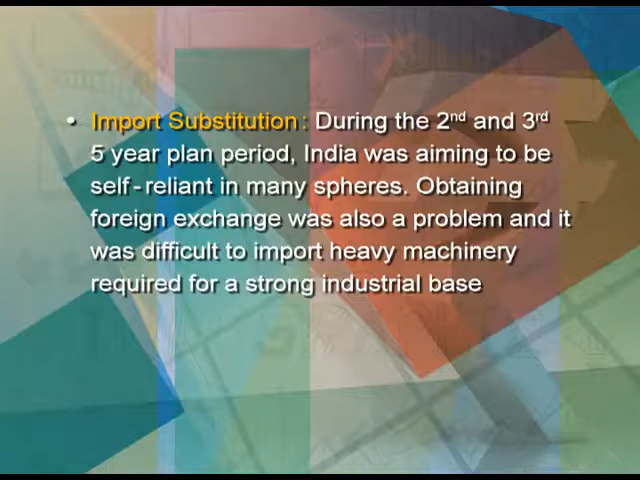 • Import Substitution: During the 2nd and 3rd
5 year plan period, India was aiming to be
self-reliant in many spheres. Obtaining
foreign exchange was also a problem and it
was difficult to import heavy machinery
required for a strong industrial base